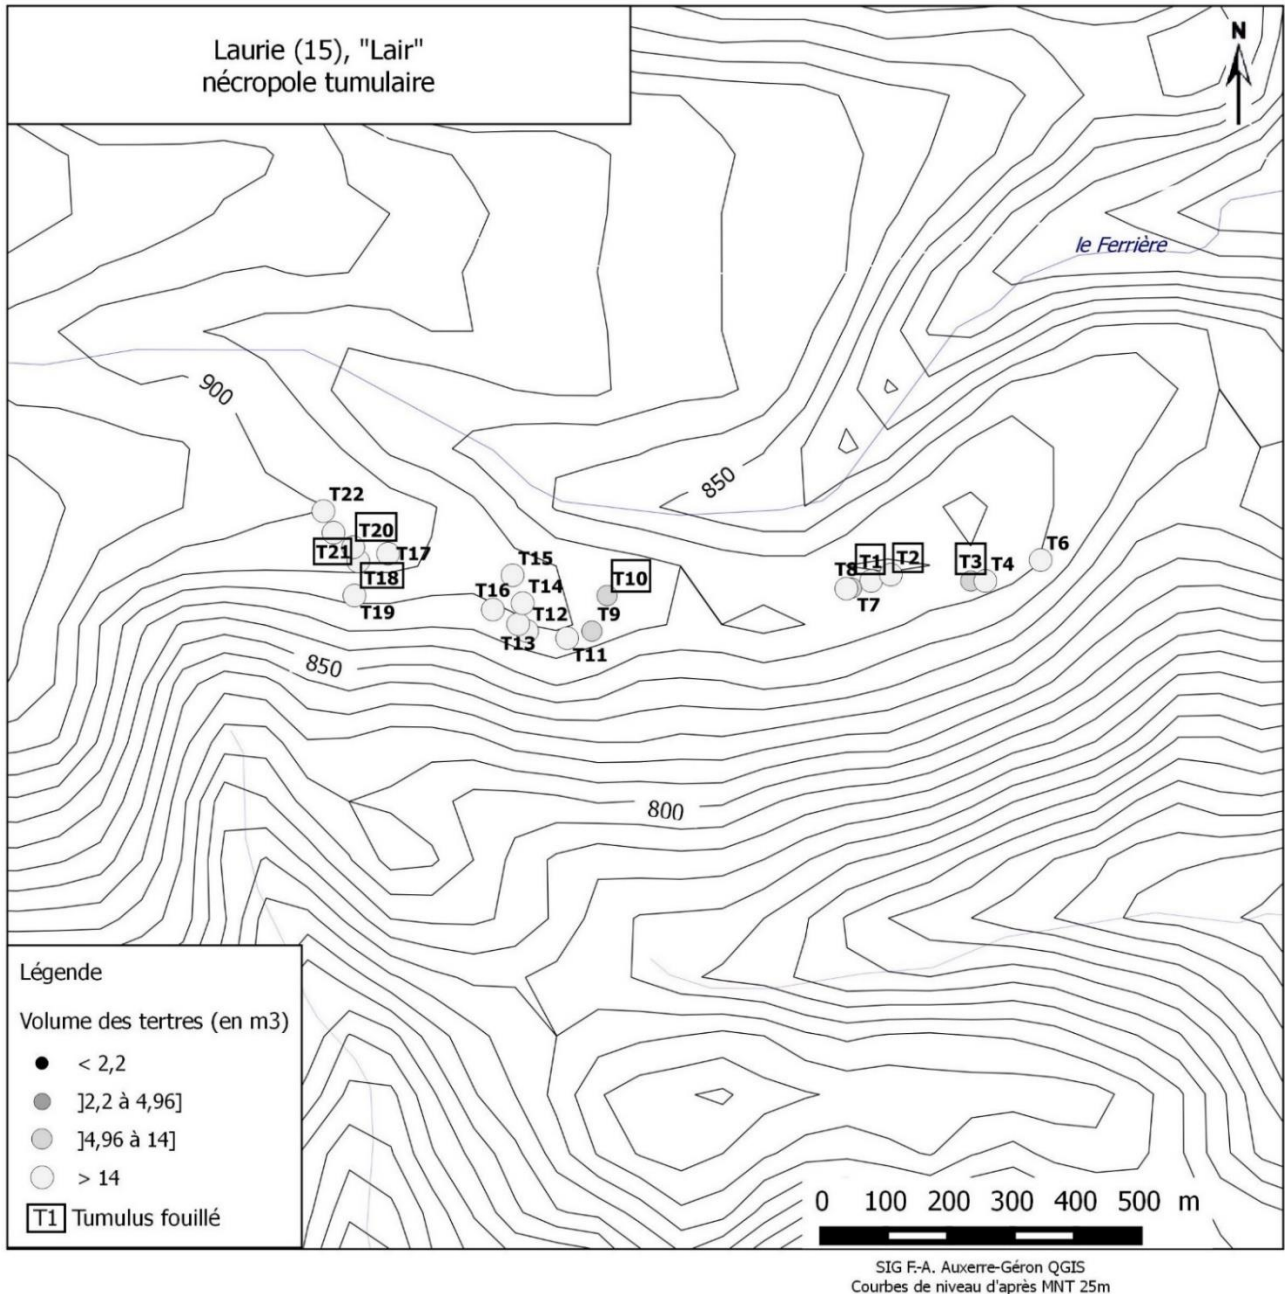 Laurie (15), "Lair"
nécropole tumulaire
N
le Ferrière
900
850
T22
T20
T21
T17
T18
T19
T15
T14
T16
T12
T13
T10
T9
T11
T8
T1
T2
T7
T3
T4
T6
850
800
Légende
Volume des tertres (en m3)
< 2,2
]2,2 à 4,96]
]4,96 à 14]
> 14
T1 Tumulus fouillé
0 100 200 300 400 500 m
SIG F.-A. Auxerre-Géron QGIS
Courbes de niveau d'après MNT 25m